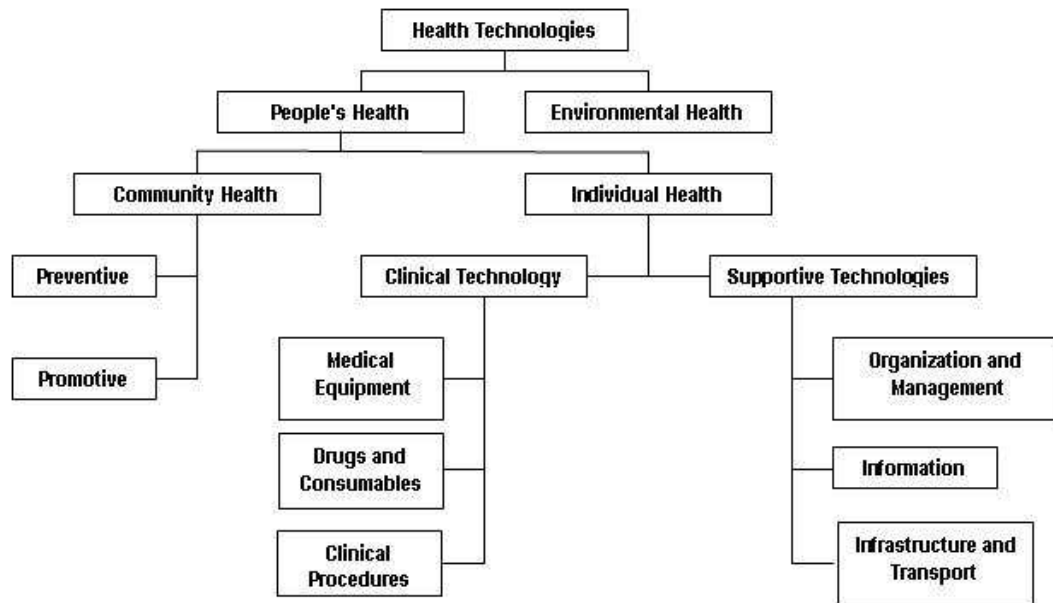 Health Technologies
People's Health
Environmental Health
Community Health
Individual Health
Preventive
Clinical Technology
Supportive Technologies
Promotive
Medical
Equipment
Organization and
Management
Drugs and
Consumables
Information
Clinical
Procedures
Infrastructure and
Transport